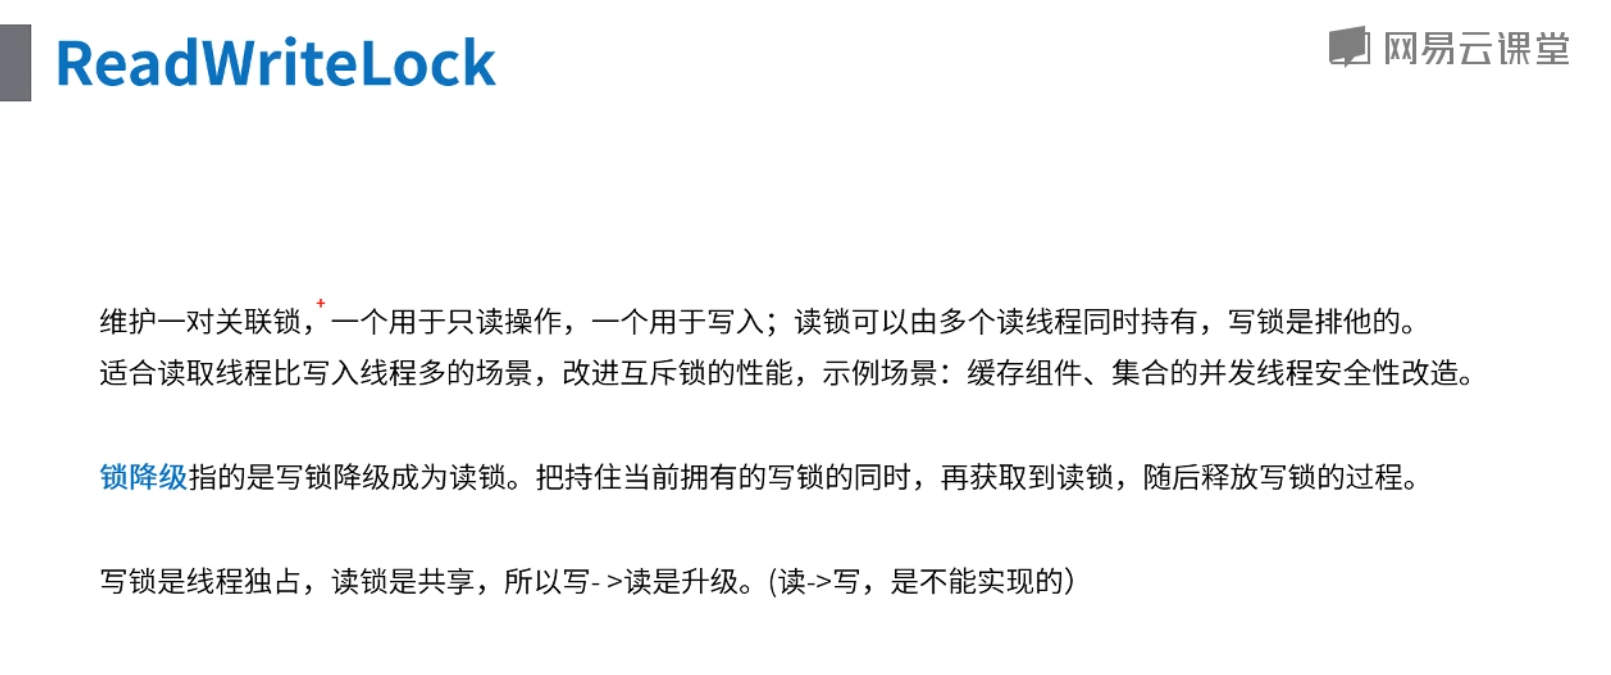 ReadWriteLock
网易云课堂
维护一对关联锁，一个用于只读操作，一个用于写入；读锁可以由多个读线程同时持有，写锁是排他的。
适合读取线程比写入线程多的场景，改进互斥锁的性能，示例场景：缓存组件、集合的并发线程安全性改造。
锁降级指的是写锁降级成为读锁。把持住当前拥有的写锁的同时，再获取到读锁，随后释放写锁的过程。
写锁是线程独占，读锁是共享，所以写- >读是升级。(读->写，是不能实现的）